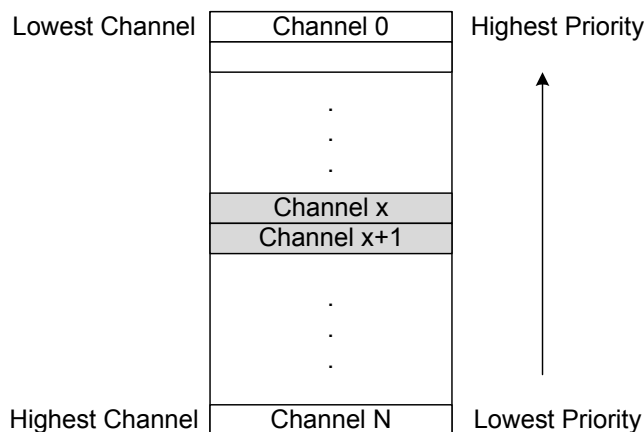 Lowest Channel Channel 0 Highest Priority
.
.
.
Channel x
Channel x+1
.
.
.
Highest Channel Channel N Lowest Priority